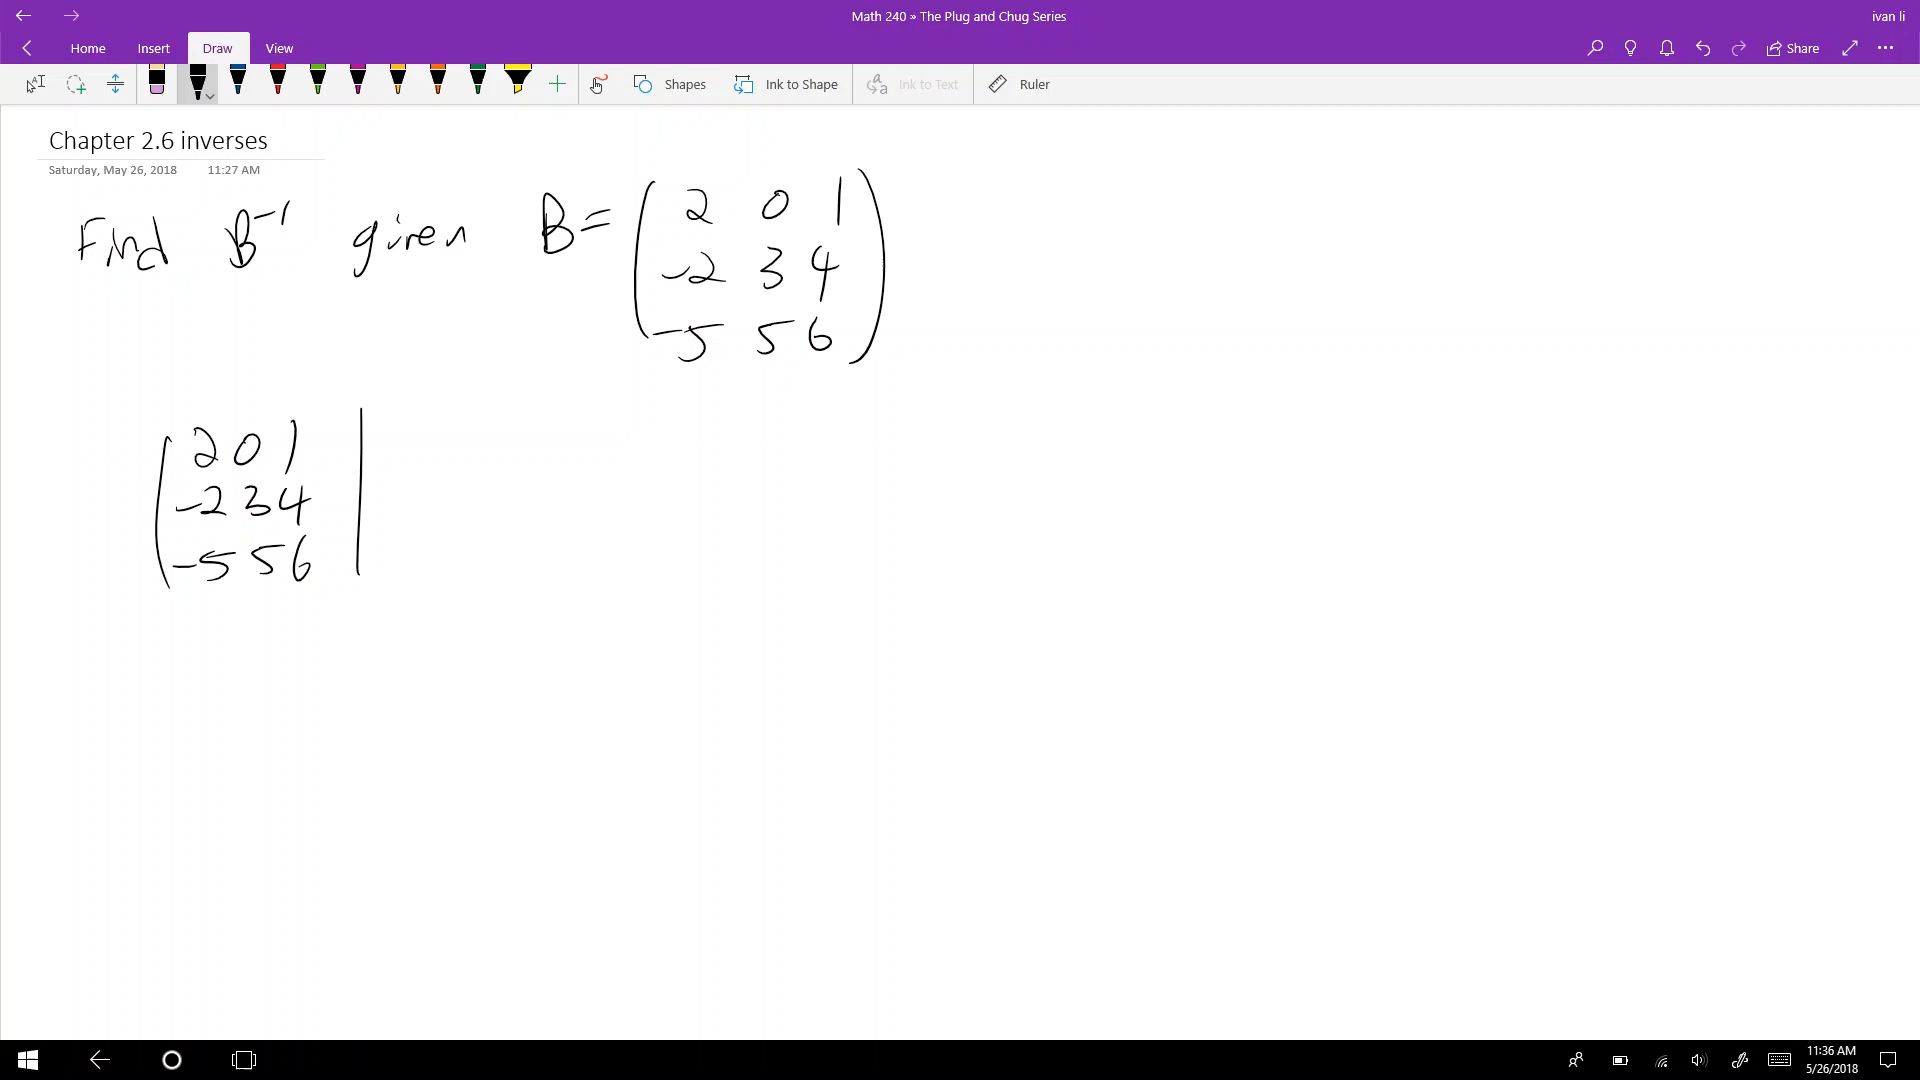 Math 240 » The Plug and Chug Series
ivan li
Home Insert Draw View
Share
Shapes Ink to Shape Ink to Text Ruler
Chapter 2.6 inverses
Saturday, May 26, 2018 11:27 AM
Find B⁻¹ given B = ( 2 0 1
-2 3 4
-5 5 6 )
( 2 0 1 |
-2 3 4 |
-5 5 6 |
11:36 AM
5/26/2018